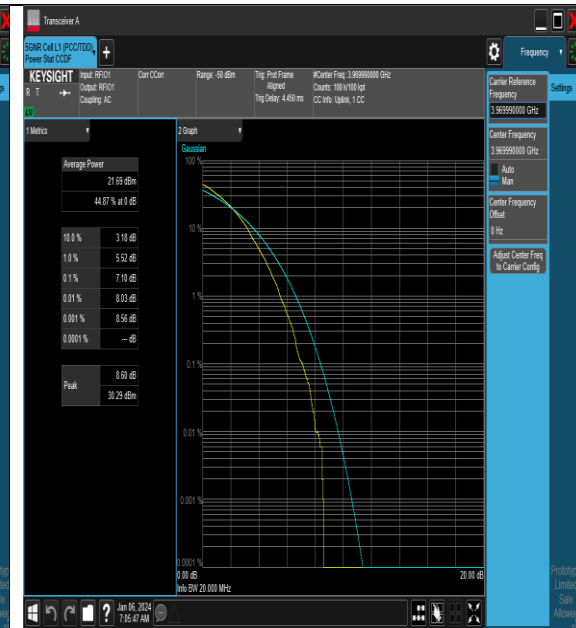 Transceiver A
5GNR Cell L1 (PCC/TDD),
Power Stat CCDF
Frequency
KEYSIGHT
R T
Input: RFIO1
Output: RFIO1
Coupling: AC
Corr CCorr
Range: -50 dBm
Trig: Prot Frame
Aligned
Trig Delay: 4.450 ms
#Center Freq: 3.969990000 GHz
Counts: 100 k/100 kpt
CC Info: Uplink, 1 CC
Carrier Reference
Frequency
3.969990000 GHz
Settings
1 Metrics
2 Graph
Gaussian
Center Frequency
3.969990000 GHz
Auto
Man
Center Frequency
Offset
0 Hz
Adjust Center Freq
to Carrier Config
Average Power
21.69 dBm
44.87 % at 0 dB
10.0 % 3.18 dB
1.0 % 5.52 dB
0.1 % 7.10 dB
0.01 % 8.03 dB
0.001 % 8.56 dB
0.0001 % --- dB
Peak
8.60 dB
30.29 dBm
100 %
10 %
1 %
0.1 %
0.01 %
0.001 %
0.0001 %
0.00 dB
20.00 dB
Info BW 20.000 MHz
Jan 06, 2024
7:05:47 AM